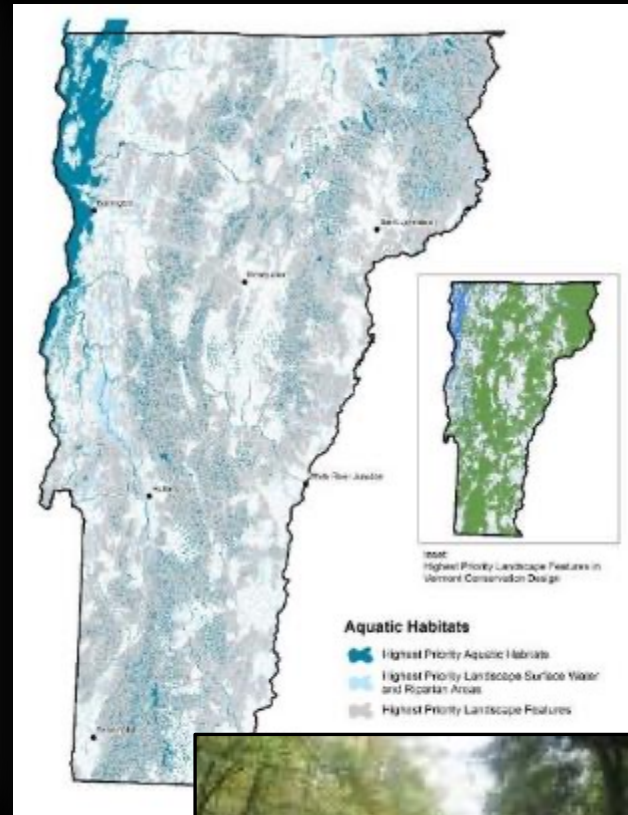 Burlington
Montpelier
White River Junction
Rutland
Inset:
Highest Priority Landscape Features in
Vermont Conservation Design
Aquatic Habitats
Highest Priority Aquatic Habitats
Highest Priority Landscape Surface Water
and Riparian Areas
Highest Priority Landscape Features